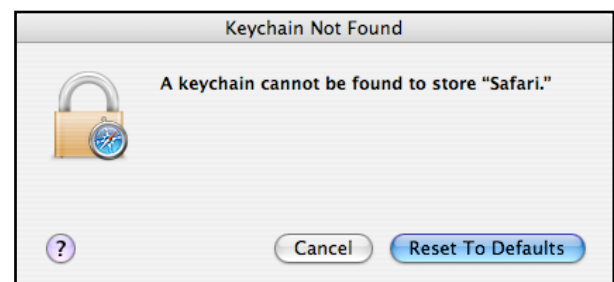 Keychain Not Found
A keychain cannot be found to store “Safari.”
?
Cancel
Reset To Defaults